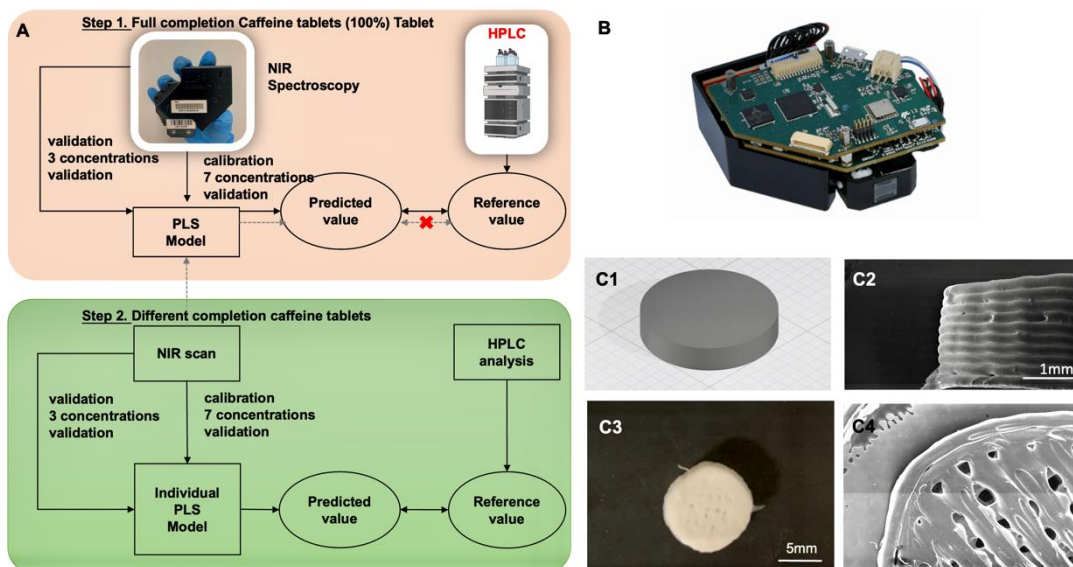 A
Step 1. Full completion Caffeine tablets (100%) Tablet
NIR
Spectroscopy
HPLC
validation
3 concentrations
validation
calibration
7 concentrations
validation
PLS
Model
Predicted
value
Reference
value
Step 2. Different completion caffeine tablets
NIR scan
HPLC
analysis
validation
3 concentrations
validation
calibration
7 concentrations
validation
Individual
PLS
Model
Predicted
value
Reference
value
B
C1
C2
1mm
C3
5mm
C4